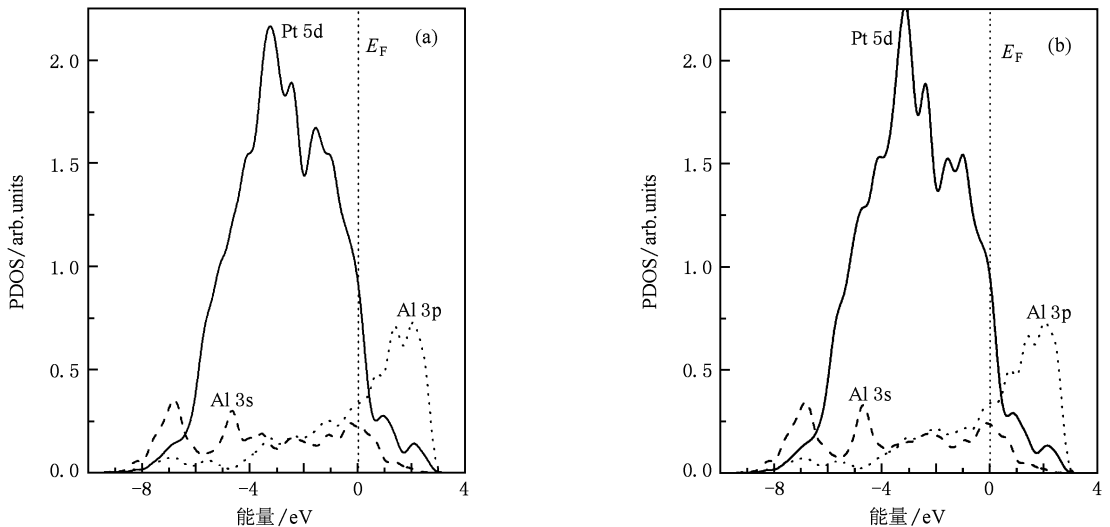 Pt 5d
(a)
E_F
2.0
1.5
PDOS/arb.units
1.0
Al 3p
0.5
Al 3s
0.0
−8
−4
0
4
能量/eV
Pt 5d
(b)
E_F
2.0
1.5
PDOS/arb.units
1.0
Al 3p
0.5
Al 3s
0.0
−8
−4
0
4
能量/eV